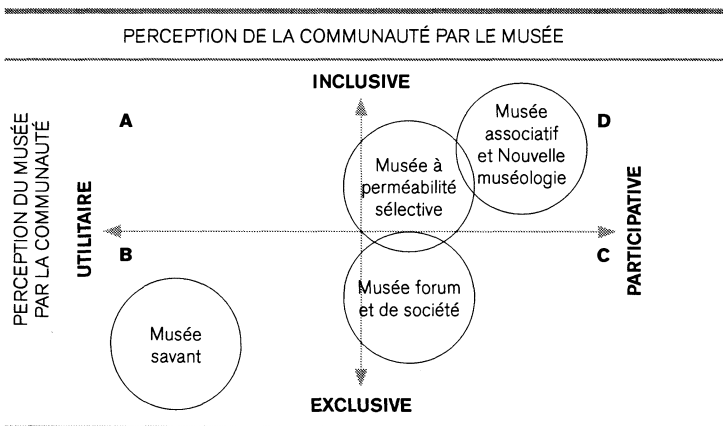 PERCEPTION DE LA COMMUNAUTÉ PAR LE MUSÉE
INCLUSIVE
A
Musée
associatif
et Nouvelle
muséologie
D
Musée à
perméabilité
sélective
PERCEPTION DU MUSÉE
PAR LA COMMUNAUTÉ
UTILITAIRE
PARTICIPATIVE
B
C
Musée forum
et de société
Musée
savant
EXCLUSIVE